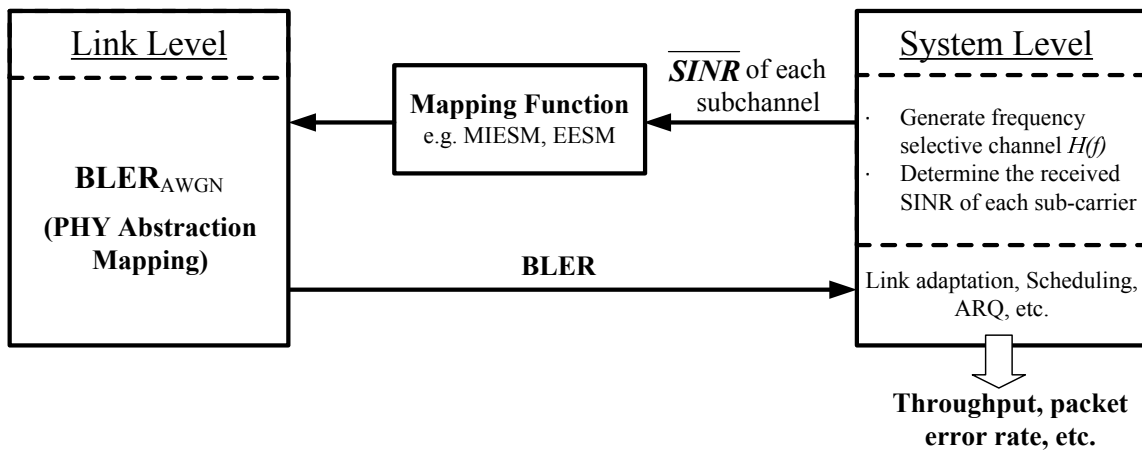 Link Level
BLER_AWGN
(PHY Abstraction
Mapping)
Mapping Function
e.g. MIESM, EESM
SINR of each
subchannel
BLER
System Level
· Generate frequency
selective channel H(f)
· Determine the received
SINR of each sub-carrier
Link adaptation, Scheduling,
ARQ, etc.
Throughput, packet
error rate, etc.